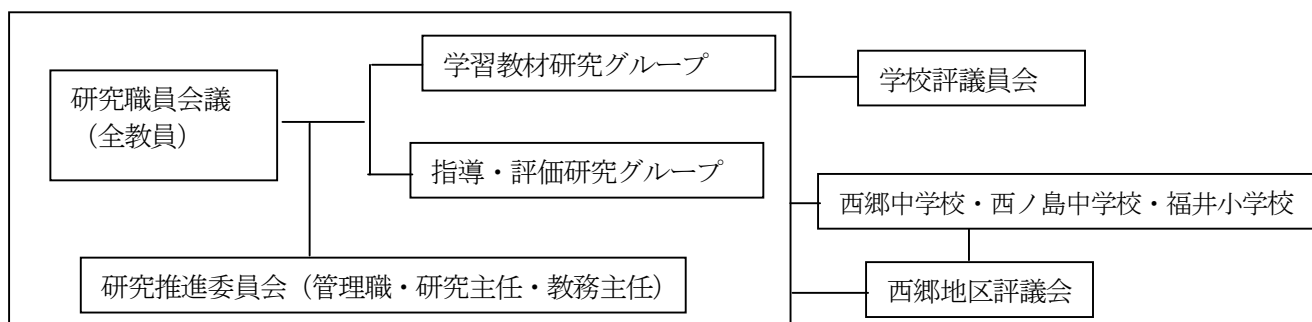 学習教材研究グループ
学校評議員会
研究職員会議
（全教員）
指導・評価研究グループ
西郷中学校・西ノ島中学校・福井小学校
研究推進委員会（管理職・研究主任・教務主任）
西郷地区評議会